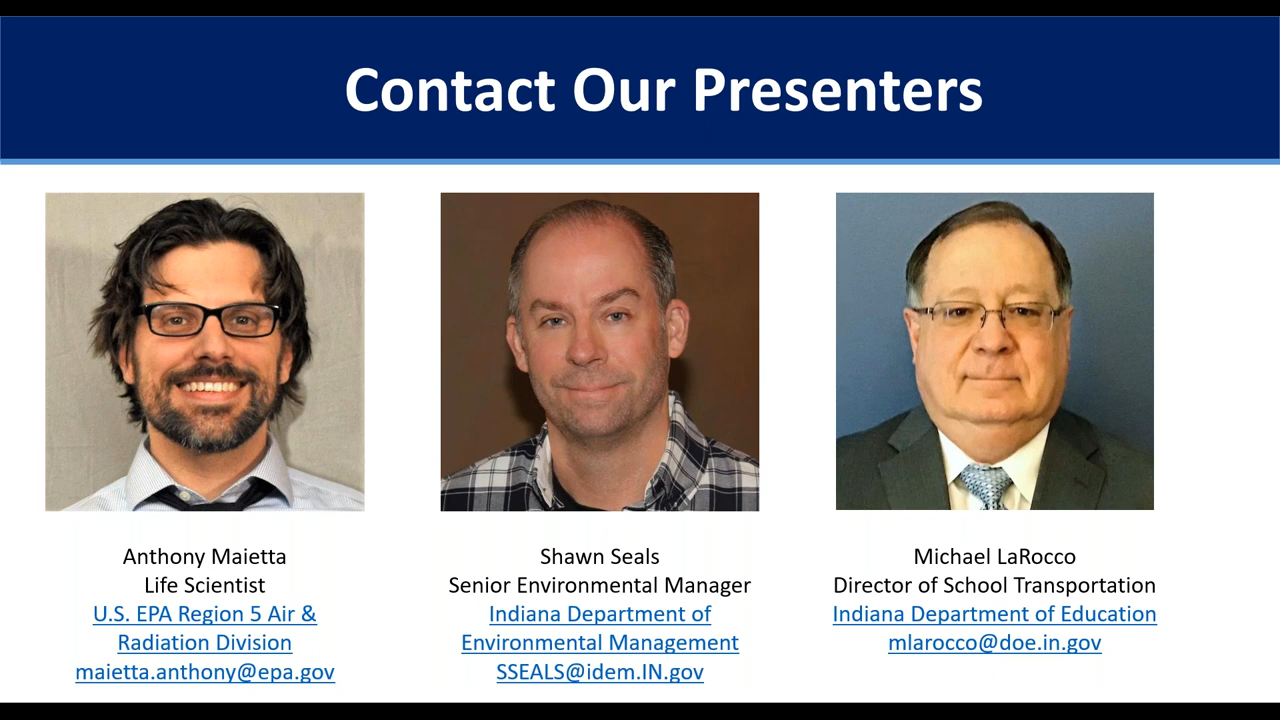 Contact Our Presenters
Anthony Maietta
Life Scientist
U.S. EPA Region 5 Air &
Radiation Division
maietta.anthony@epa.gov
Shawn Seals
Senior Environmental Manager
Indiana Department of
Environmental Management
SSEALS@idem.IN.gov
Michael LaRocco
Director of School Transportation
Indiana Department of Education
mlarocco@doe.in.gov